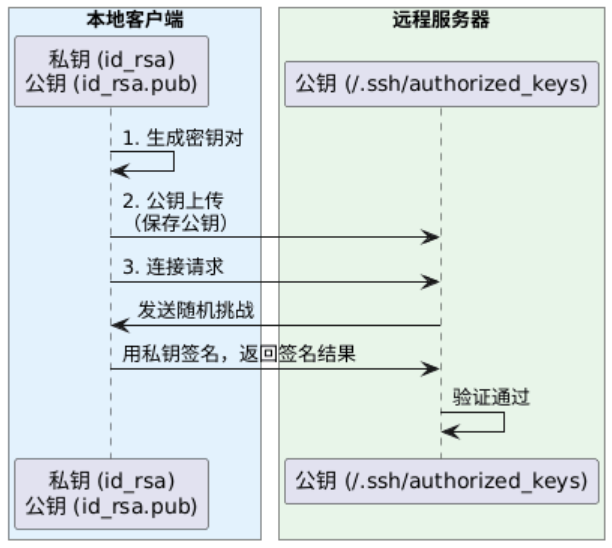 本地客户端
远程服务器
私钥 (id_rsa)
公钥 (id_rsa.pub)
公钥 (/.ssh/authorized_keys)
1. 生成密钥对
2. 公钥上传
（保存公钥）
3. 连接请求
发送随机挑战
用私钥签名，返回签名结果
验证通过
私钥 (id_rsa)
公钥 (id_rsa.pub)
公钥 (/.ssh/authorized_keys)